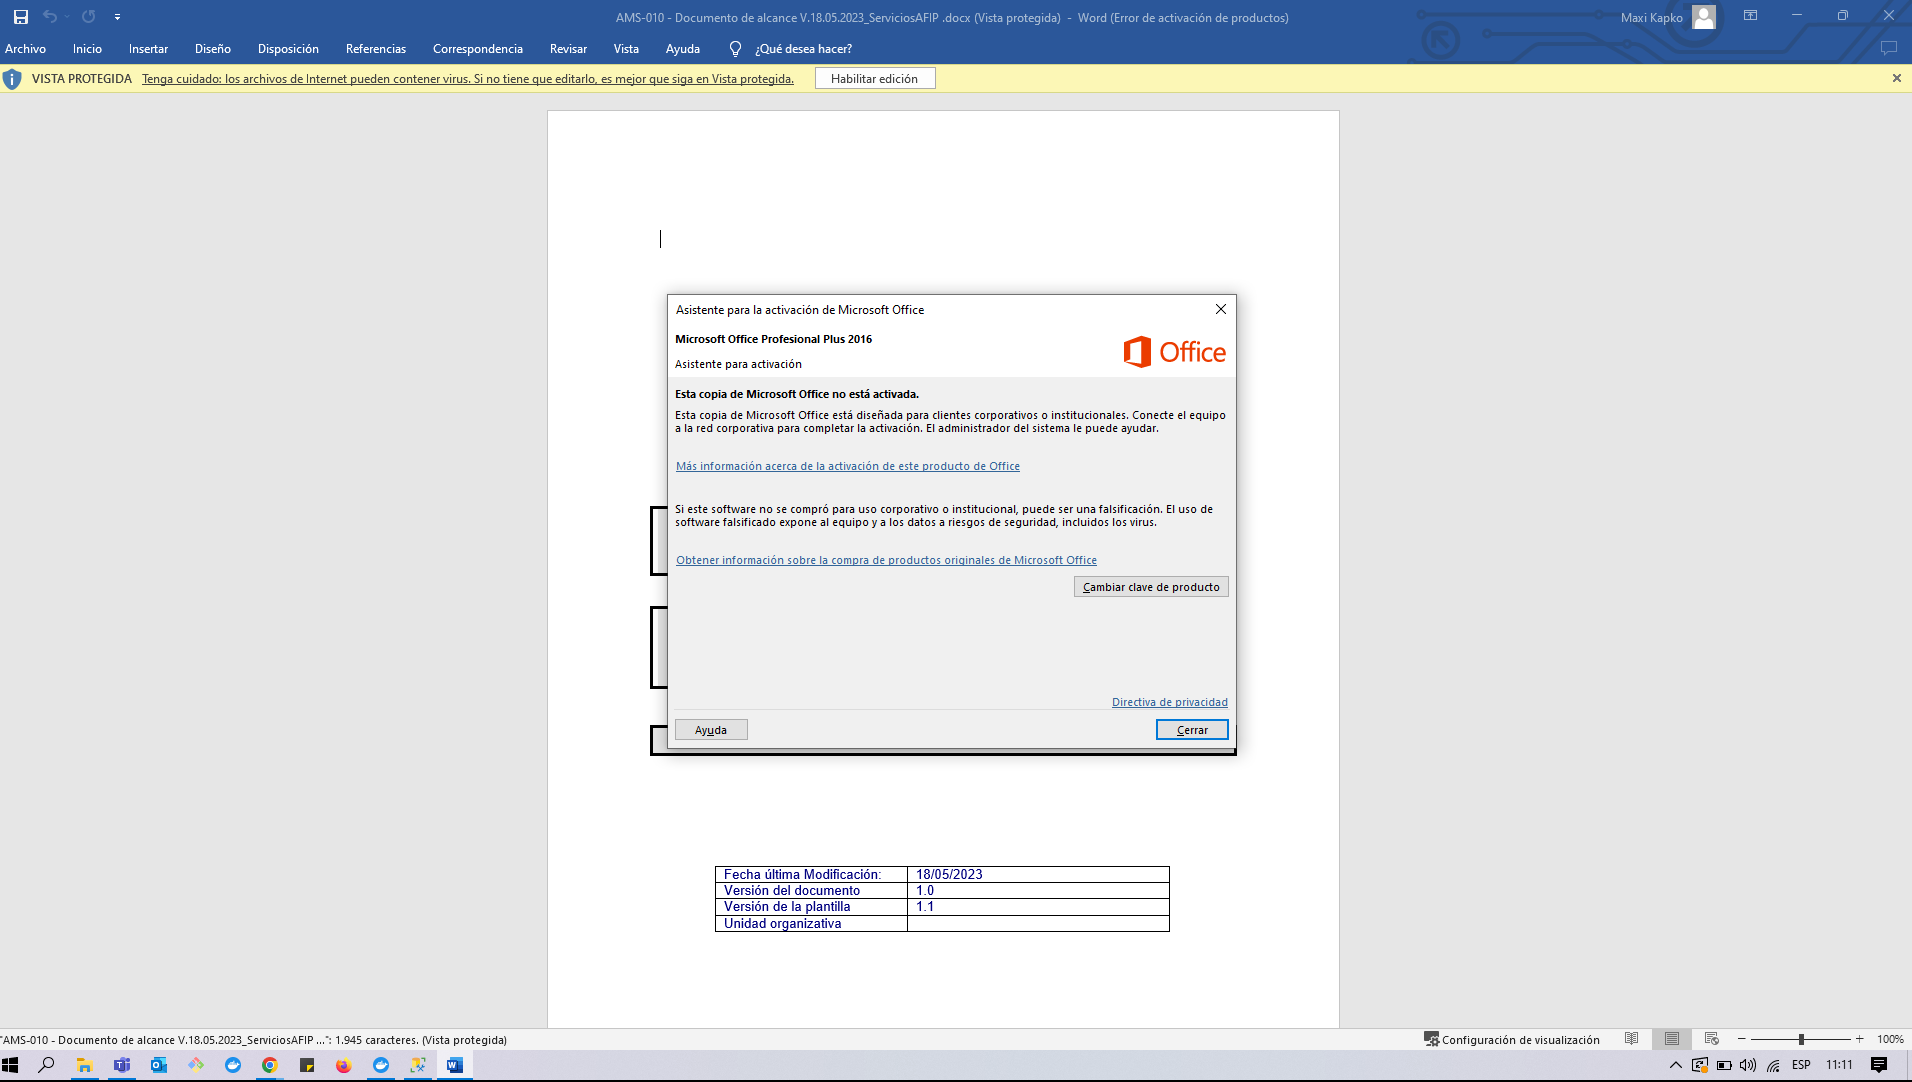 AMS-010 - Documento de alcance V.18.05.2023_ServiciosAFIP .docx (Vista protegida)  -  Word (Error de activación de productos)
Maxi Kapko
Archivo
Inicio
Insertar
Diseño
Disposición
Referencias
Correspondencia
Revisar
Vista
Ayuda
¿Qué desea hacer?
VISTA PROTEGIDA
Tenga cuidado: los archivos de Internet pueden contener virus. Si no tiene que editarlo, es mejor que siga en Vista protegida.
Habilitar edición
Asistente para la activación de Microsoft Office
Microsoft Office Profesional Plus 2016
Asistente para activación
Office
Esta copia de Microsoft Office no está activada.
Esta copia de Microsoft Office está diseñada para clientes corporativos o institucionales. Conecte el equipo
a la red corporativa para completar la activación. El administrador del sistema le puede ayudar.
Más información acerca de la activación de este producto de Office
Si este software no se compró para uso corporativo o institucional, puede ser una falsificación. El uso de
software falsificado expone al equipo y a los datos a riesgos de seguridad, incluidos los virus.
Obtener información sobre la compra de productos originales de Microsoft Office
Cambiar clave de producto
Directiva de privacidad
Ayuda
Cerrar
Fecha última Modificación: 18/05/2023
Versión del documento 1.0
Versión de la plantilla 1.1
Unidad organizativa
"AMS-010 - Documento de alcance V.18.05.2023_ServiciosAFIP ...": 1.945 caracteres. (Vista protegida)
Configuración de visualización
100%
ESP
11:11